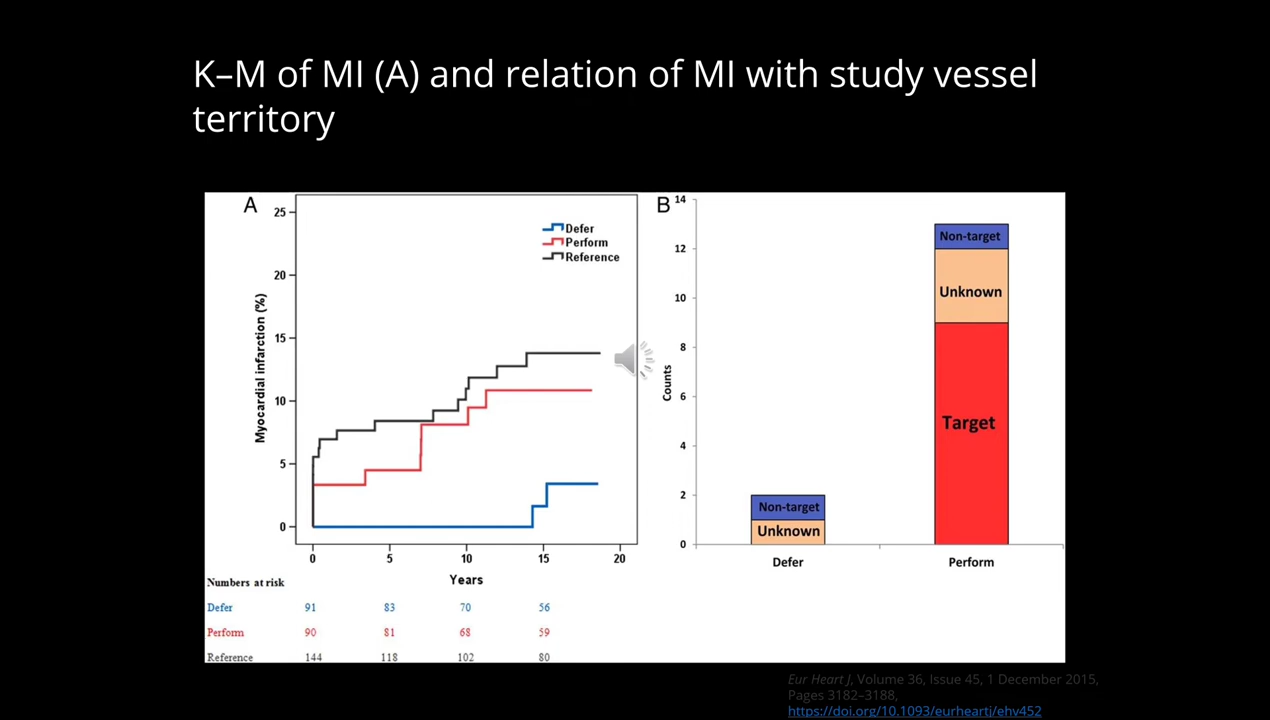 K–M of MI (A) and relation of MI with study vessel
territory
A
25
20
15
10
5
0
Myocardial infarction (%)
Defer
Perform
Reference
0 5 10 15 20
Years
Numbers at risk
Defer 91 83 70 56
Perform 90 81 68 59
Reference 144 118 102 80
B
14
12
10
8
6
4
2
0
Counts
Non-target
Unknown
Non-target
Unknown
Target
Defer Perform
Eur Heart J, Volume 36, Issue 45, 1 December 2015,
Pages 3182–3188,
https://doi.org/10.1093/eurheartj/ehv452